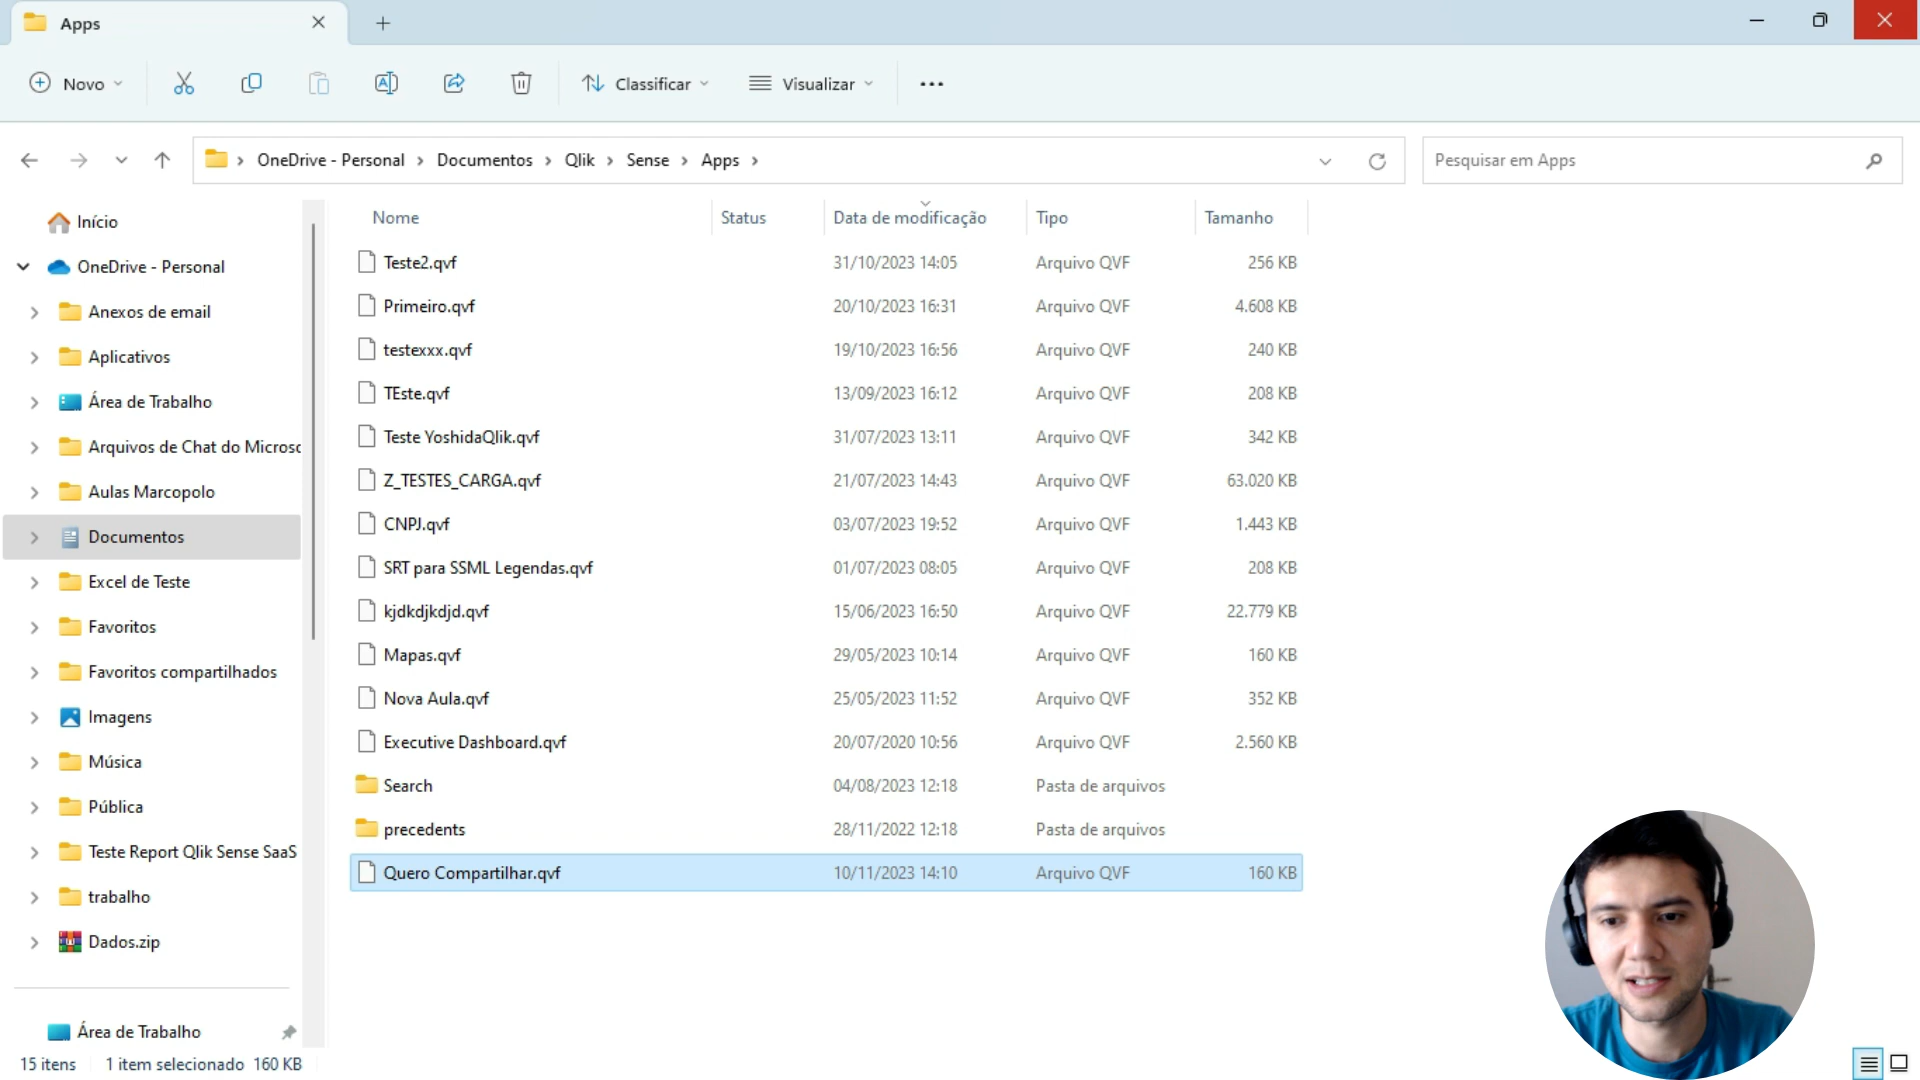 Apps
Novo
Classificar
Visualizar
OneDrive - Personal > Documentos > Qlik > Sense > Apps >
Pesquisar em Apps
Início
OneDrive - Personal
Anexos de email
Aplicativos
Área de Trabalho
Arquivos de Chat do Microsc
Aulas Marcopolo
Documentos
Excel de Teste
Favoritos
Favoritos compartilhados
Imagens
Música
Pública
Teste Report Qlik Sense SaaS
trabalho
Dados.zip
Área de Trabalho
Nome Status Data de modificação Tipo Tamanho
Teste2.qvf 31/10/2023 14:05 Arquivo QVF 256 KB
Primeiro.qvf 20/10/2023 16:31 Arquivo QVF 4.608 KB
testexxx.qvf 19/10/2023 16:56 Arquivo QVF 240 KB
TEste.qvf 13/09/2023 16:12 Arquivo QVF 208 KB
Teste YoshidaQlik.qvf 31/07/2023 13:11 Arquivo QVF 342 KB
Z_TESTES_CARGA.qvf 21/07/2023 14:43 Arquivo QVF 63.020 KB
CNPJ.qvf 03/07/2023 19:52 Arquivo QVF 1.443 KB
SRT para SSML Legendas.qvf 01/07/2023 08:05 Arquivo QVF 208 KB
kjdkdjkdjd.qvf 15/06/2023 16:50 Arquivo QVF 22.779 KB
Mapas.qvf 29/05/2023 10:14 Arquivo QVF 160 KB
Nova Aula.qvf 25/05/2023 11:52 Arquivo QVF 352 KB
Executive Dashboard.qvf 20/07/2020 10:56 Arquivo QVF 2.560 KB
Search 04/08/2023 12:18 Pasta de arquivos
precedents 28/11/2022 12:18 Pasta de arquivos
Quero Compartilhar.qvf 10/11/2023 14:10 Arquivo QVF 160 KB
15 itens 1 item selecionado 160 KB